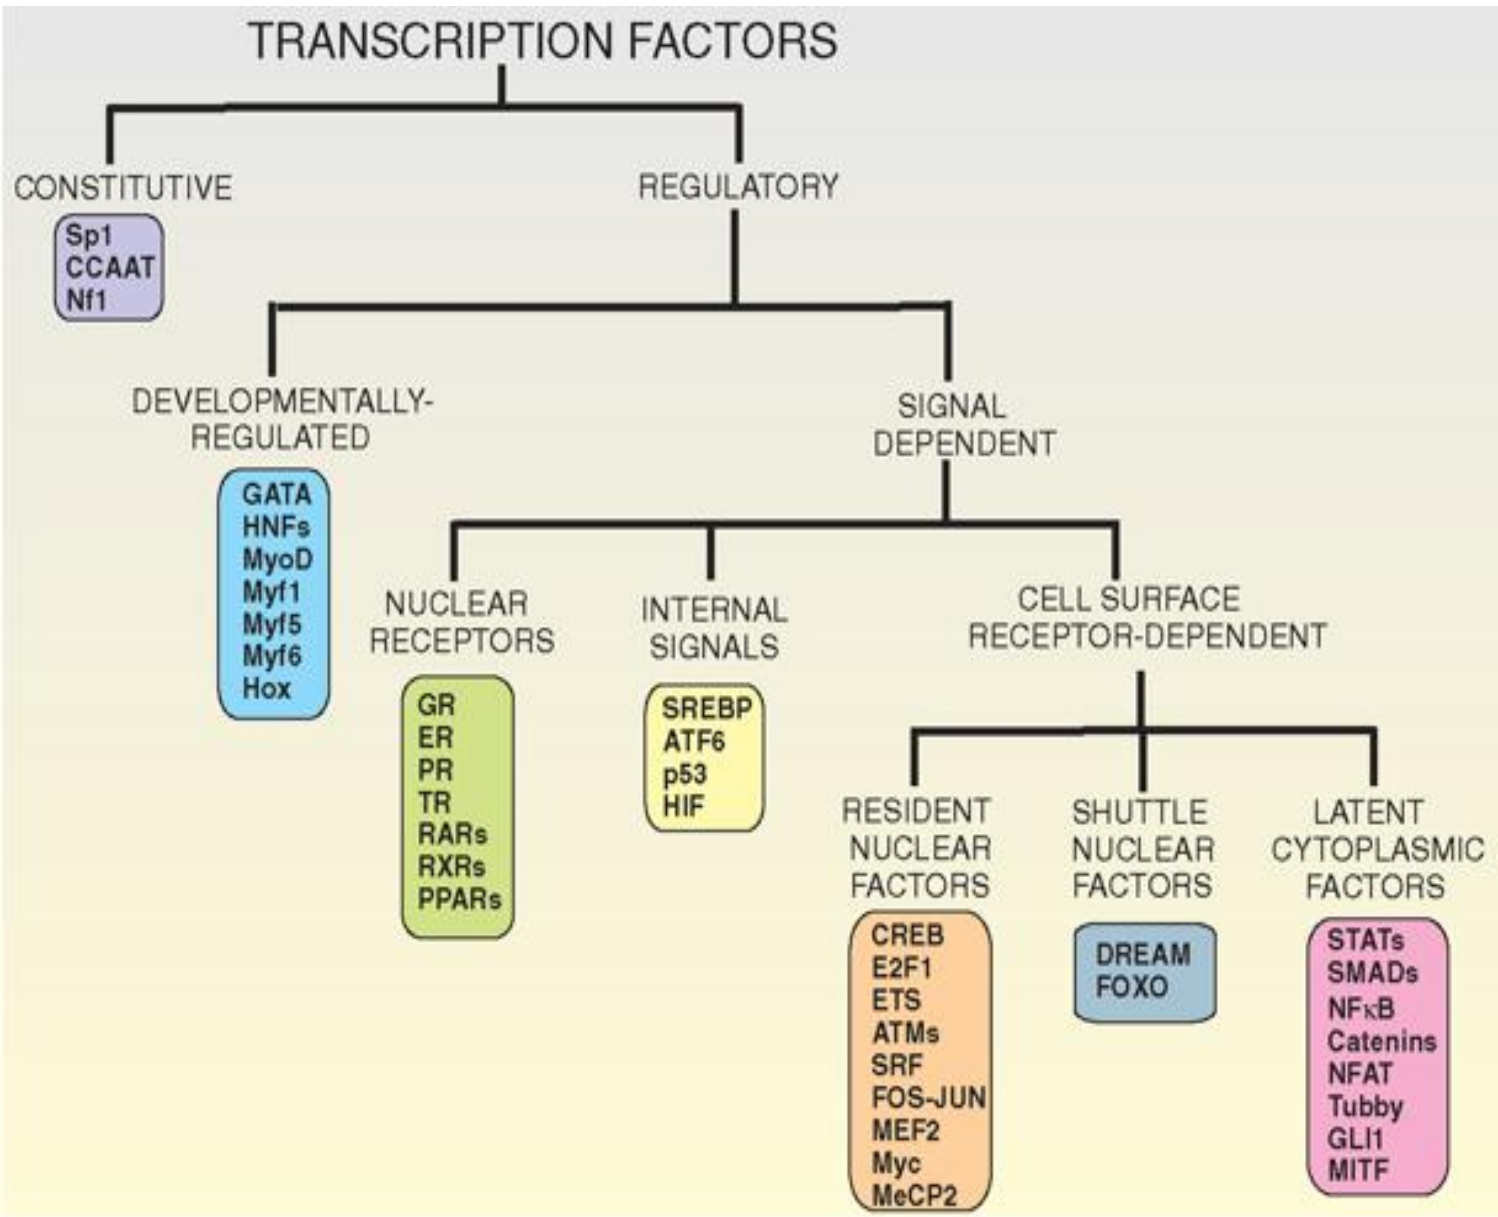 TRANSCRIPTION FACTORS
CONSTITUTIVE
Sp1
CCAAT
Nf1
REGULATORY
DEVELOPMENTALLY-
REGULATED
GATA
HNFs
MyoD
Myf1
Myf5
Myf6
Hox
SIGNAL
DEPENDENT
NUCLEAR
RECEPTORS
GR
ER
PR
TR
RARs
RXRs
PPARs
INTERNAL
SIGNALS
SREBP
ATF6
p53
HIF
CELL SURFACE
RECEPTOR-DEPENDENT
RESIDENT
NUCLEAR
FACTORS
CREB
E2F1
ETS
ATMs
SRF
FOS-JUN
MEF2
Myc
MeCP2
SHUTTLE
NUCLEAR
FACTORS
DREAM
FOXO
LATENT
CYTOPLASMIC
FACTORS
STATs
SMADs
NFκB
Catenins
NFAT
Tubby
GLI1
MITF